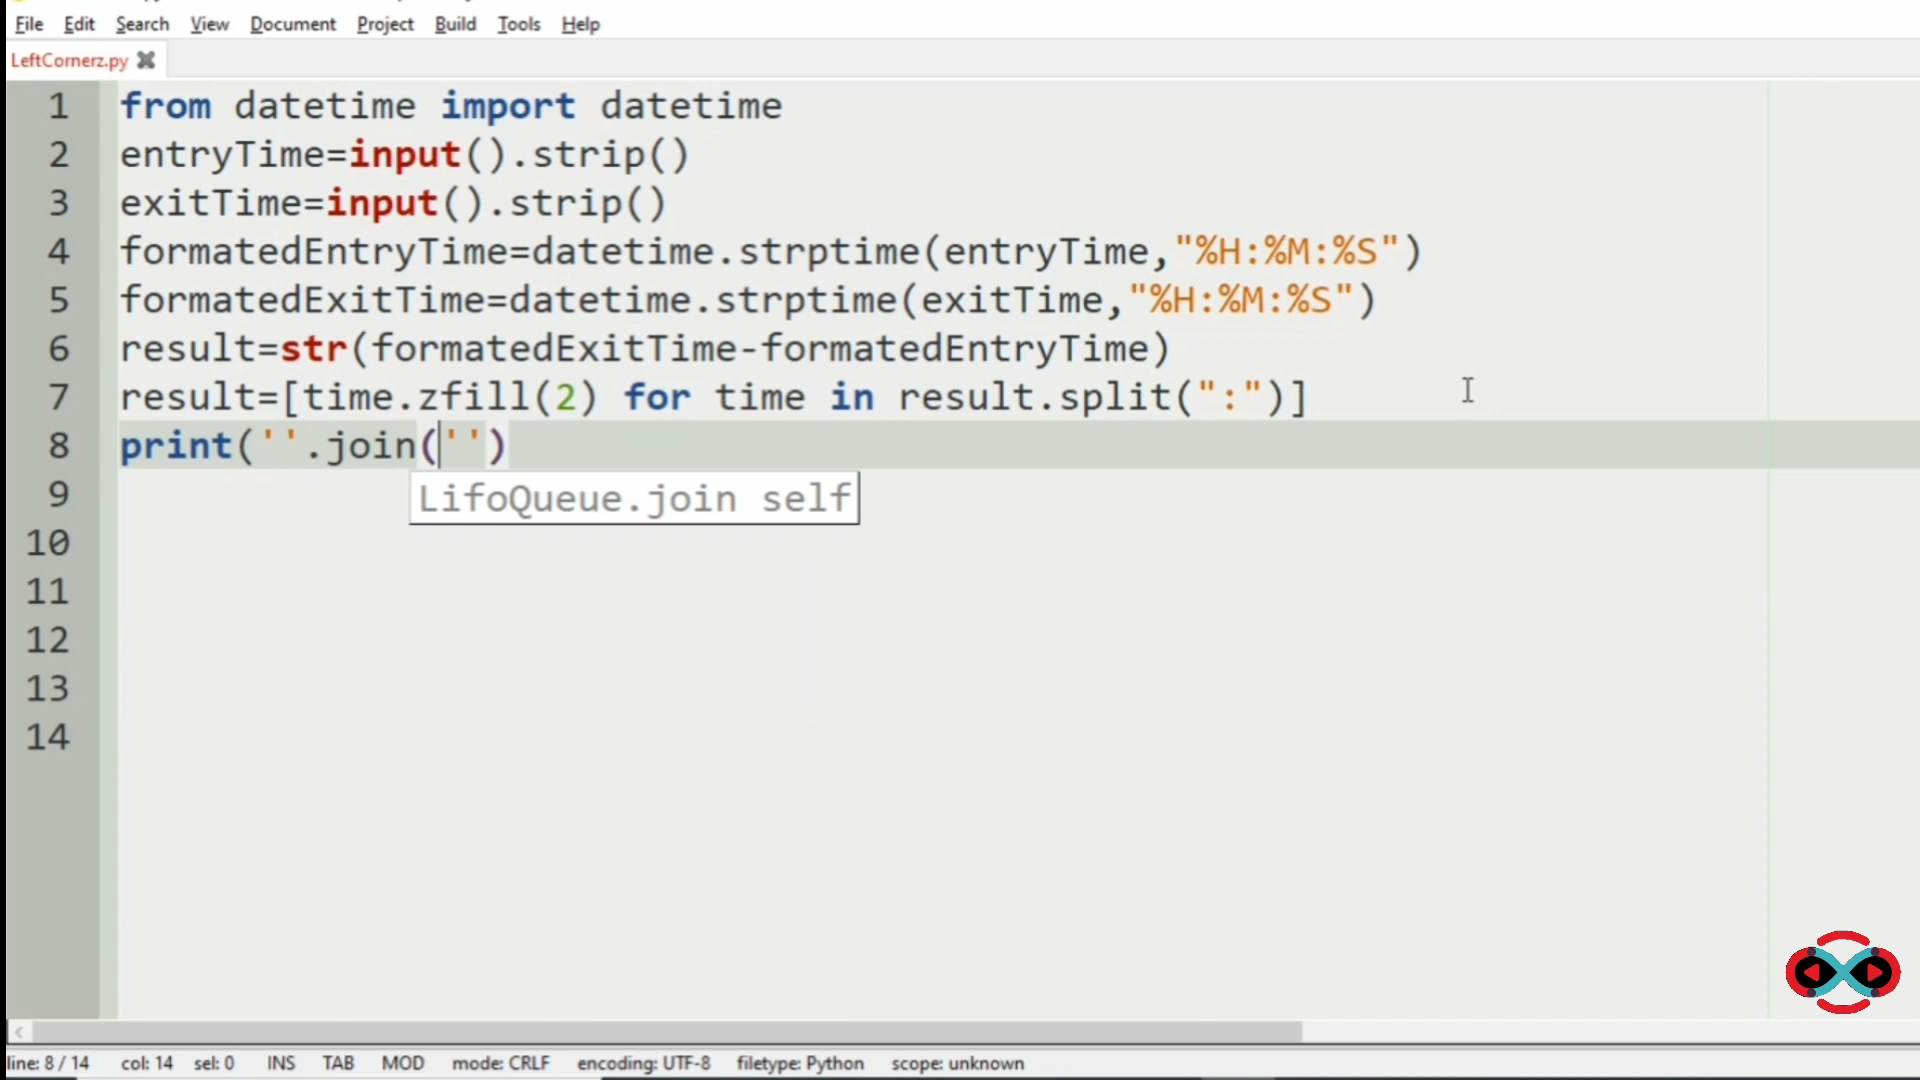 File Edit Search View Document Project Build Tools Help
LeftCornerz.py
1 from datetime import datetime
2 entryTime=input().strip()
3 exitTime=input().strip()
4 formatedEntryTime=datetime.strptime(entryTime,"%H:%M:%S")
5 formatedExitTime=datetime.strptime(exitTime,"%H:%M:%S")
6 result=str(formatedExitTime-formatedEntryTime)
7 result=[time.zfill(2) for time in result.split(":")]
8 print(''.join('')
LifoQueue.join self
9
10
11
12
13
14
line: 8 / 14 col: 14 sel: 0 INS TAB MOD mode: CRLF encoding: UTF-8 filetype: Python scope: unknown